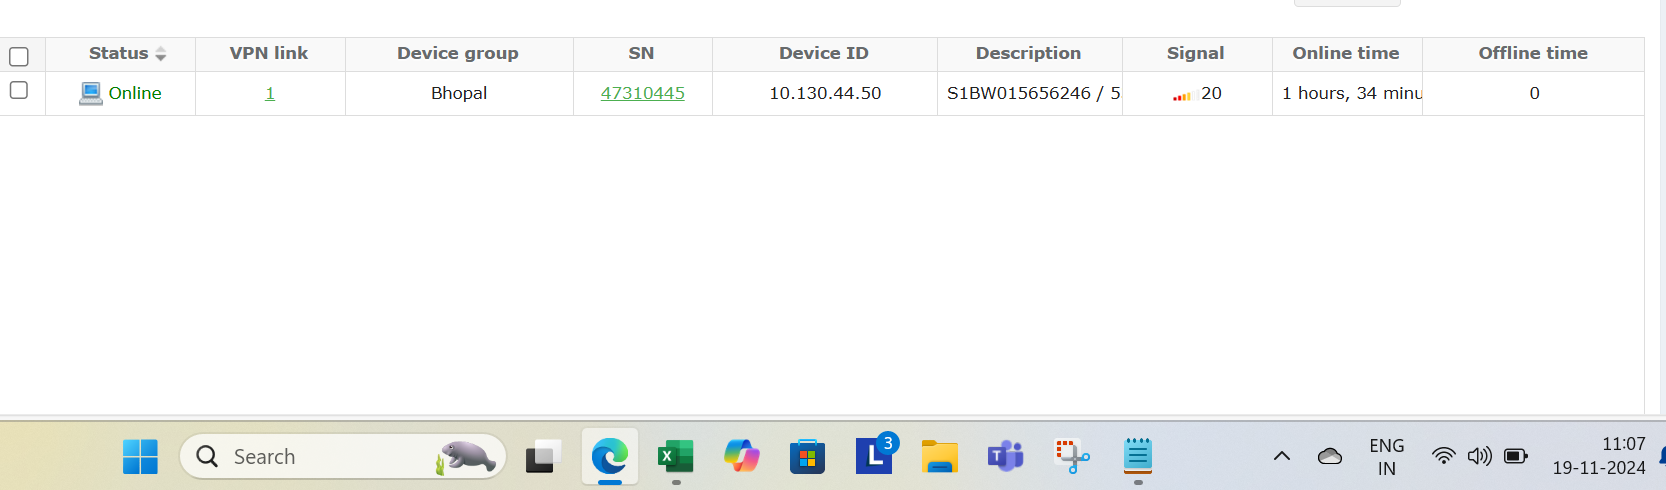 Status VPN link Device group SN Device ID Description Signal Online time Offline time
Online 1 Bhopal 47310445 10.130.44.50 S1BW015656246 / 5 20 1 hours, 34 minu 0
Search L 3 X T ENG 11:07
IN 19-11-2024